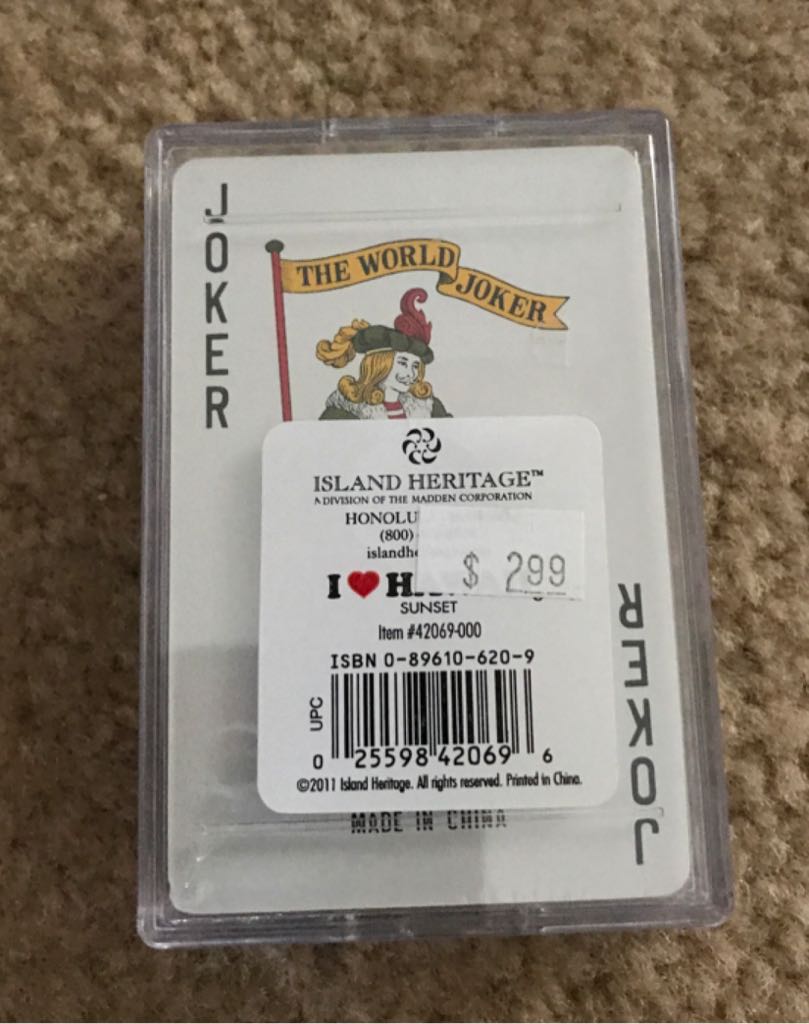 JOKER
THE WORLD JOKER
ISLAND HERITAGE™
A DIVISION OF THE MADDEN CORPORATION
HONOLU
(800)
islandhe
$ 299
I ❤ H
SUNSET
Item #42069-000
ISBN 0-89610-620-9
UPC
0 25598 42069 6
©2011 Island Heritage. All rights reserved. Printed in China.
MADE IN CHINA
JOKER